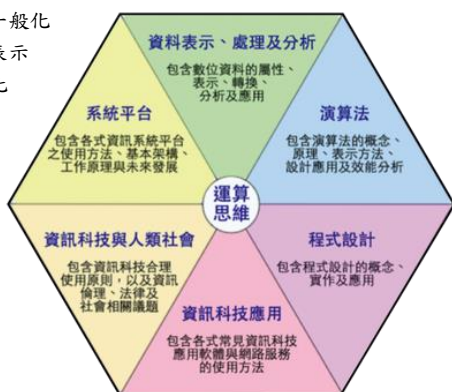 一般化
表示
資料表示、處理及分析
包含數位資料的屬性、
表示、轉換、
分析及應用
系統平台
包含各式資訊系統平台
之使用方法、基本架構、
工作原理與未來發展
演算法
包含演算法的概念、
原理、表示方法、
設計應用及效能分析
運算
思維
資訊科技與人類社會
包含資訊科技合理
使用原則，以及資訊
倫理、法律及
社會相關議題
程式設計
包含程式設計的概念、
實作及應用
資訊科技應用
包含各式常見資訊科技
應用軟體與網路服務
的使用方法